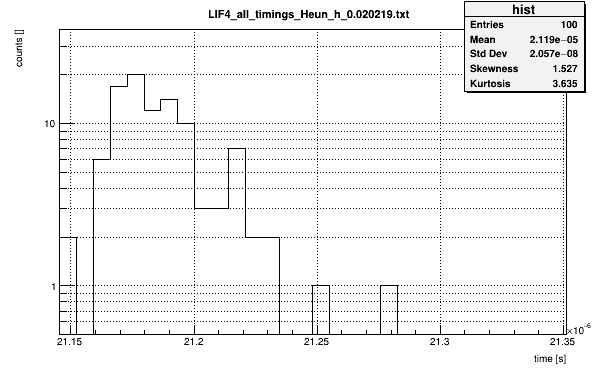 LIF4_all_timings_Heun_h_0.020219.txt
hist
Entries 100
Mean 2.119e−05
Std Dev 2.057e−08
Skewness 1.527
Kurtosis 3.635
counts []
10
1
21.15 21.2 21.25 21.3 21.35
×10⁻⁶
time [s]